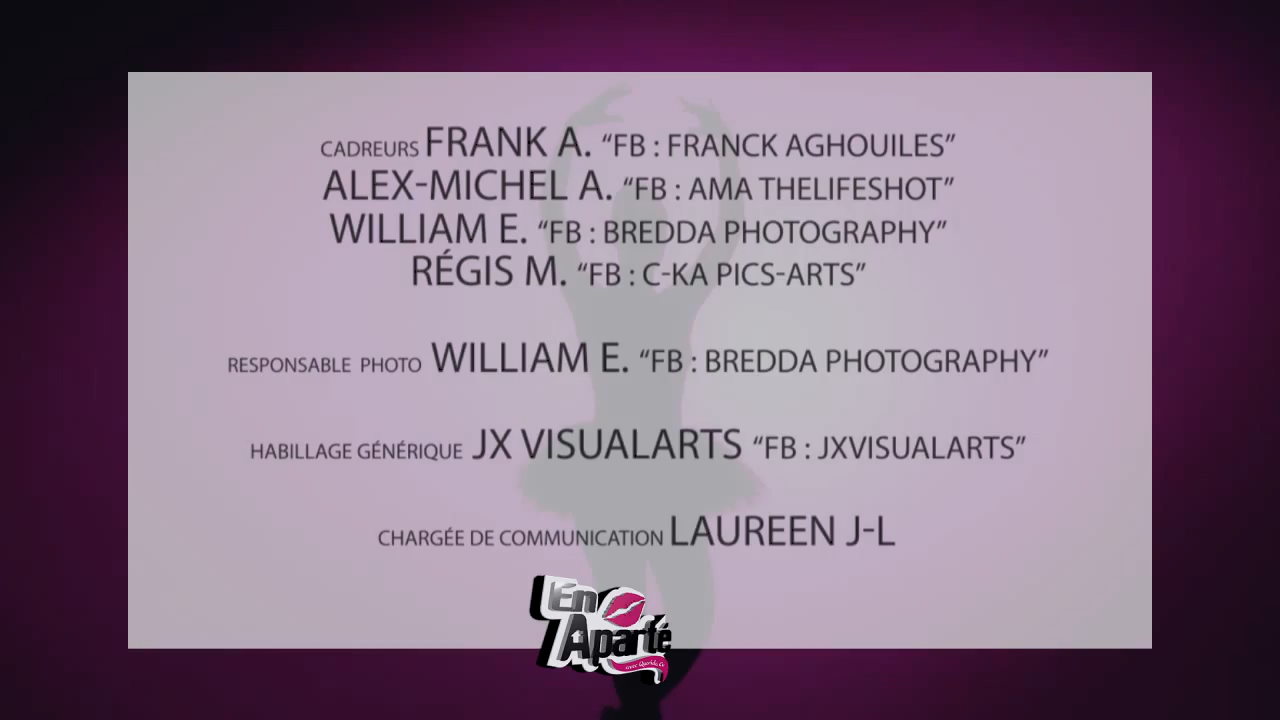 CADREURS FRANK A. “FB : FRANCK AGHOUILES”
ALEX-MICHEL A. “FB : AMA THELIFESHOT”
WILLIAM E. “FB : BREDDA PHOTOGRAPHY”
RÉGIS M. “FB : C-KA PICS-ARTS”
RESPONSABLE PHOTO WILLIAM E. “FB : BREDDA PHOTOGRAPHY”
HABILLAGE GÉNÉRIQUE JX VISUALARTS “FB : JXVISUALARTS”
CHARGÉE DE COMMUNICATION LAUREEN J-L
En
Aparté
avec